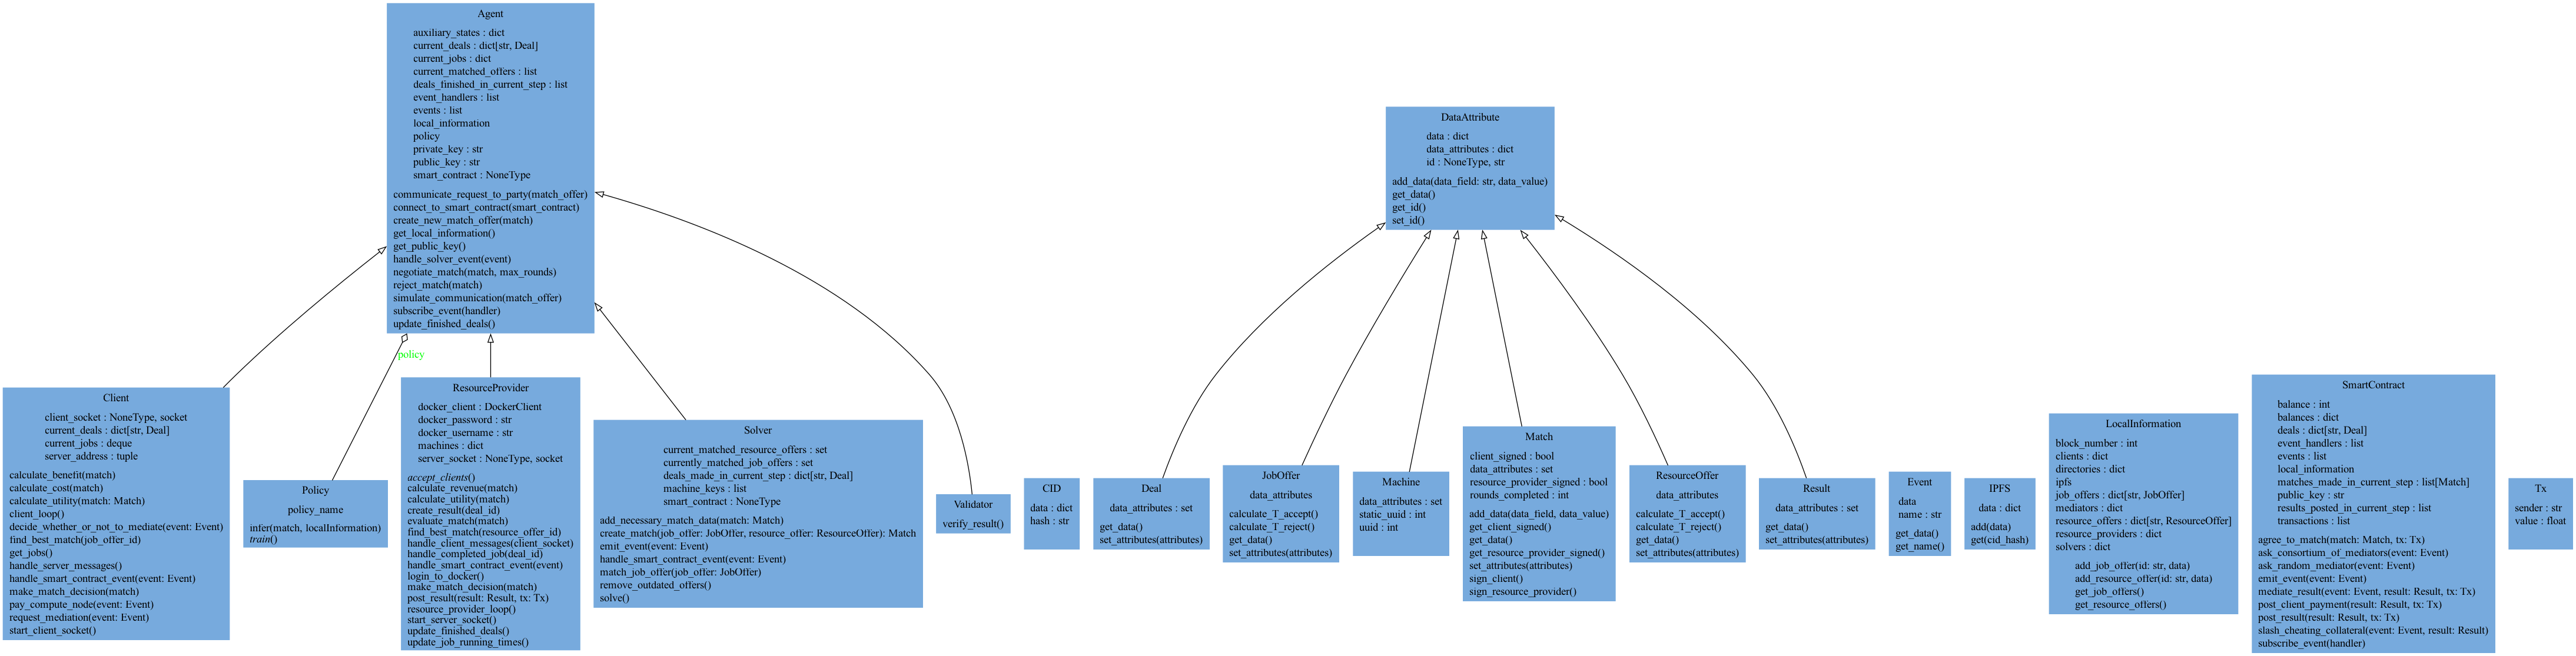 Agent
auxiliary_states : dict
current_deals : dict[str, Deal]
current_jobs : dict
current_matched_offers : list
deals_finished_in_current_step : list
event_handlers : list
events : list
local_information
policy
private_key : str
public_key : str
smart_contract : NoneType
communicate_request_to_party(match_offer)
connect_to_smart_contract(smart_contract)
create_new_match_offer(match)
get_local_information()
get_public_key()
handle_solver_event(event)
negotiate_match(match, max_rounds)
reject_match(match)
simulate_communication(match_offer)
subscribe_event(handler)
update_finished_deals()
DataAttribute
data : dict
data_attributes : dict
id : NoneType, str
add_data(data_field: str, data_value)
get_data()
get_id()
set_id()
policy
Client
client_socket : NoneType, socket
current_deals : dict[str, Deal]
current_jobs : deque
server_address : tuple
calculate_benefit(match)
calculate_cost(match)
calculate_utility(match: Match)
client_loop()
decide_whether_or_not_to_mediate(event: Event)
find_best_match(job_offer_id)
get_jobs()
handle_server_messages()
handle_smart_contract_event(event: Event)
make_match_decision(match)
pay_compute_node(event: Event)
request_mediation(event: Event)
start_client_socket()
Policy
policy_name
infer(match, localInformation)
train()
ResourceProvider
docker_client : DockerClient
docker_password : str
docker_username : str
machines : dict
server_socket : NoneType, socket
accept_clients()
calculate_revenue(match)
calculate_utility(match)
create_result(deal_id)
evaluate_match(match)
find_best_match(resource_offer_id)
handle_client_messages(client_socket)
handle_completed_job(deal_id)
handle_smart_contract_event(event)
login_to_docker()
make_match_decision(match)
post_result(result: Result, tx: Tx)
resource_provider_loop()
start_server_socket()
update_finished_deals()
update_job_running_times()
Solver
current_matched_resource_offers : set
currently_matched_job_offers : set
deals_made_in_current_step : dict[str, Deal]
machine_keys : list
smart_contract : NoneType
add_necessary_match_data(match: Match)
create_match(job_offer: JobOffer, resource_offer: ResourceOffer): Match
emit_event(event: Event)
handle_smart_contract_event(event: Event)
match_job_offer(job_offer: JobOffer)
remove_outdated_offers()
solve()
Validator
verify_result()
CID
data : dict
hash : str
Deal
data_attributes : set
get_data()
set_attributes(attributes)
JobOffer
data_attributes
calculate_T_accept()
calculate_T_reject()
get_data()
set_attributes(attributes)
Machine
data_attributes : set
static_uuid : int
uuid : int
Match
client_signed : bool
data_attributes : set
resource_provider_signed : bool
rounds_completed : int
add_data(data_field, data_value)
get_client_signed()
get_data()
get_resource_provider_signed()
set_attributes(attributes)
sign_client()
sign_resource_provider()
ResourceOffer
data_attributes
calculate_T_accept()
calculate_T_reject()
get_data()
set_attributes(attributes)
Result
data_attributes : set
get_data()
set_attributes(attributes)
Event
data
name : str
get_data()
get_name()
IPFS
data : dict
add(data)
get(cid_hash)
LocalInformation
block_number : int
clients : dict
directories : dict
ipfs
job_offers : dict[str, JobOffer]
mediators : dict
resource_offers : dict[str, ResourceOffer]
resource_providers : dict
solvers : dict
add_job_offer(id: str, data)
add_resource_offer(id: str, data)
get_job_offers()
get_resource_offers()
SmartContract
balance : int
balances : dict
deals : dict[str, Deal]
event_handlers : list
events : list
local_information
matches_made_in_current_step : list[Match]
public_key : str
results_posted_in_current_step : list
transactions : list
agree_to_match(match: Match, tx: Tx)
ask_consortium_of_mediators(event: Event)
ask_random_mediator(event: Event)
emit_event(event: Event)
mediate_result(event: Event, result: Result, tx: Tx)
post_client_payment(result: Result, tx: Tx)
post_result(result: Result, tx: Tx)
slash_cheating_collateral(event: Event, result: Result)
subscribe_event(handler)
Tx
sender : str
value : float